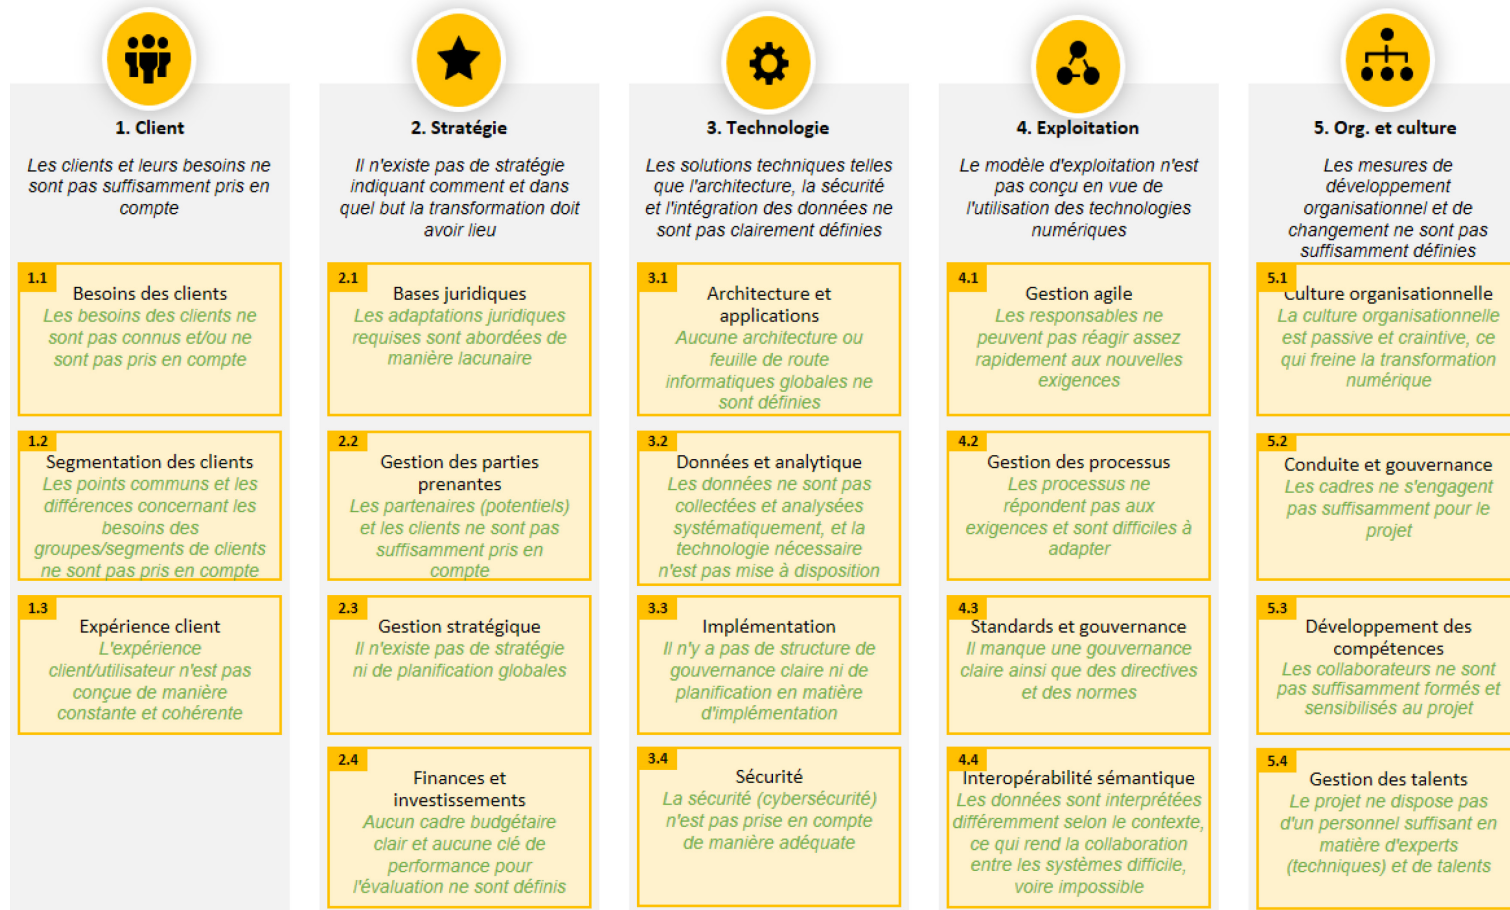 1. Client
Les clients et leurs besoins ne
sont pas suffisamment pris en
compte
1.1
Besoins des clients
Les besoins des clients ne
sont pas connus et/ou ne
sont pas pris en compte
1.2
Segmentation des clients
Les points communs et les
différences concernant les
besoins des
groupes/segments de clients
ne sont pas pris en compte
1.3
Expérience client
L'expérience
client/utilisateur n'est pas
conçue de manière
constante et cohérente
2. Stratégie
Il n'existe pas de stratégie
indiquant comment et dans
quel but la transformation doit
avoir lieu
2.1
Bases juridiques
Les adaptations juridiques
requises sont abordées de
manière lacunaire
2.2
Gestion des parties
prenantes
Les partenaires (potentiels)
et les clients ne sont pas
suffisamment pris en
compte
2.3
Gestion stratégique
Il n'existe pas de stratégie
ni de planification globales
2.4
Finances et
investissements
Aucun cadre budgétaire
clair et aucune clé de
performance pour
l'évaluation ne sont définis
3. Technologie
Les solutions techniques telles
que l'architecture, la sécurité
et l'intégration des données ne
sont pas clairement définies
3.1
Architecture et
applications
Aucune architecture ou
feuille de route
informatiques globales ne
sont définies
3.2
Données et analytique
Les données ne sont pas
collectées et analysées
systématiquement, et la
technologie nécessaire
n'est pas mise à disposition
3.3
Implémentation
Il n'y a pas de structure de
gouvernance claire ni de
planification en matière
d'implémentation
3.4
Sécurité
La sécurité (cybersécurité)
n'est pas prise en compte
de manière adéquate
4. Exploitation
Le modèle d'exploitation n'est
pas conçu en vue de
l'utilisation des technologies
numériques
4.1
Gestion agile
Les responsables ne
peuvent pas réagir assez
rapidement aux nouvelles
exigences
4.2
Gestion des processus
Les processus ne
répondent pas aux
exigences et sont difficiles à
adapter
4.3
Standards et gouvernance
Il manque une gouvernance
claire ainsi que des directives
et des normes
4.4
Interopérabilité sémantique
Les données sont interprétées
différemment selon le contexte,
ce qui rend la collaboration
entre les systèmes difficile,
voire impossible
5. Org. et culture
Les mesures de
développement
organisationnel et de
changement ne sont pas
suffisamment définies
5.1
Culture organisationnelle
La culture organisationnelle
est passive et craintive, ce
qui freine la transformation
numérique
5.2
Conduite et gouvernance
Les cadres ne s'engagent
pas suffisamment pour le
projet
5.3
Développement des
compétences
Les collaborateurs ne sont
pas suffisamment formés et
sensibilisés au projet
5.4
Gestion des talents
Le projet ne dispose pas
d'un personnel suffisant en
matière d'experts
(techniques) et de talents